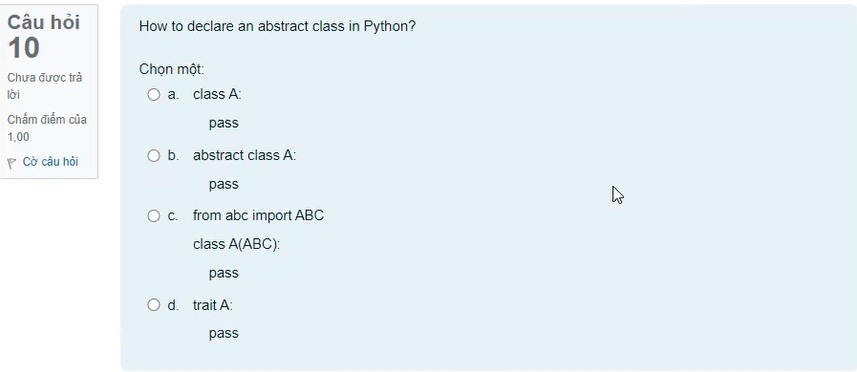 Câu hỏi
10
Chưa được trả
lời
Chấm điểm của
1,00
Cờ câu hỏi
How to declare an abstract class in Python?
Chọn một:
a. class A:
pass
b. abstract class A:
pass
c. from abc import ABC
class A(ABC):
pass
d. trait A:
pass